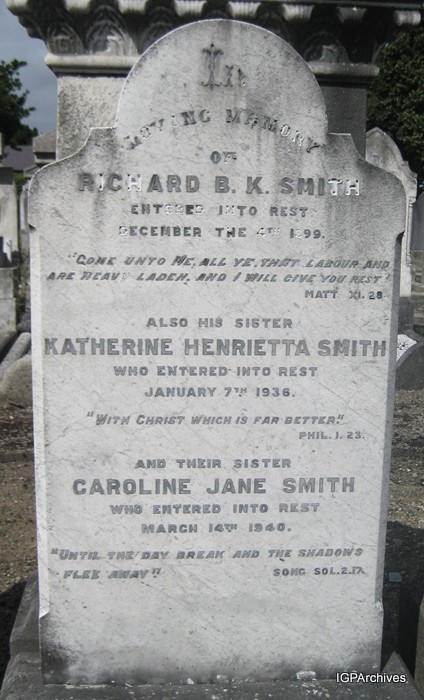 In
LOVING MEMORY
OF
RICHARD B. K. SMITH
ENTERED INTO REST
DECEMBER THE 4TH 1899.
"COME UNTO ME, ALL YE, THAT LABOUR AND
ARE HEAVY LADEN, AND I WILL GIVE YOU REST"
MATT XI. 28
ALSO HIS SISTER
KATHERINE HENRIETTA SMITH
WHO ENTERED INTO REST
JANUARY 7TH 1936.
"WITH CHRIST WHICH IS FAR BETTER."
PHIL. 1. 23.
AND THEIR SISTER
CAROLINE JANE SMITH
WHO ENTERED INTO REST
MARCH 14TH 1940.
"UNTIL THE DAY BREAK AND THE SHADOWS
FLEE AWAY" SONG SOL. 2. 17.
IGPArchives